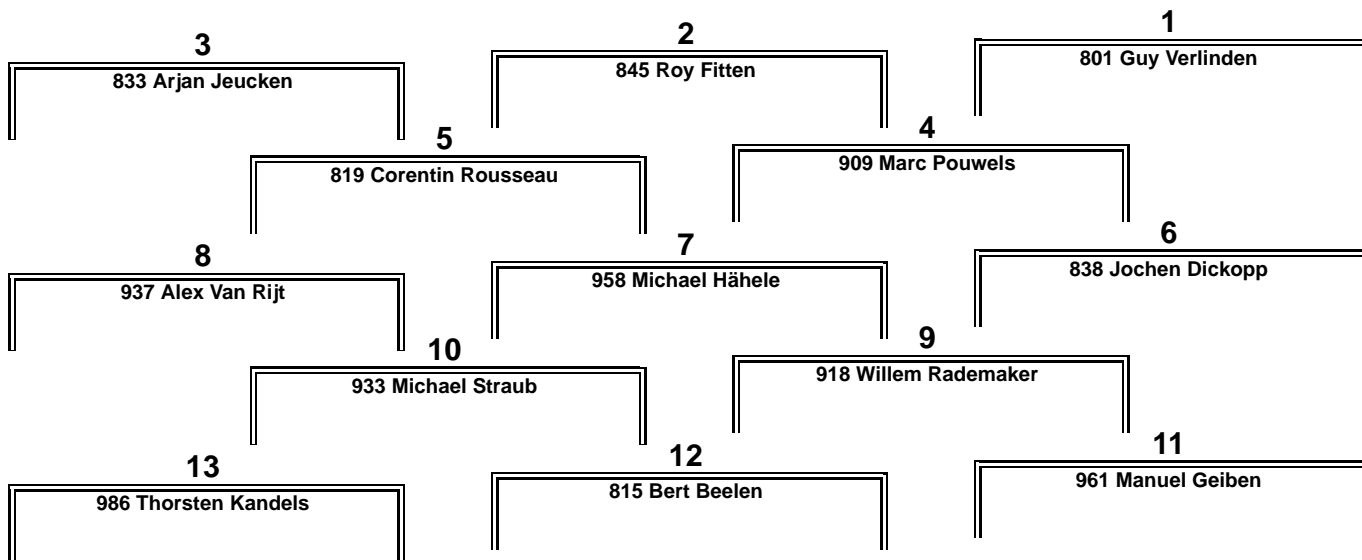 3
833 Arjan Jeucken
2
845 Roy Fitten
1
801 Guy Verlinden
5
819 Corentin Rousseau
4
909 Marc Pouwels
8
937 Alex Van Rijt
7
958 Michael Hähele
6
838 Jochen Dickopp
10
933 Michael Straub
9
918 Willem Rademaker
13
986 Thorsten Kandels
12
815 Bert Beelen
11
961 Manuel Geiben